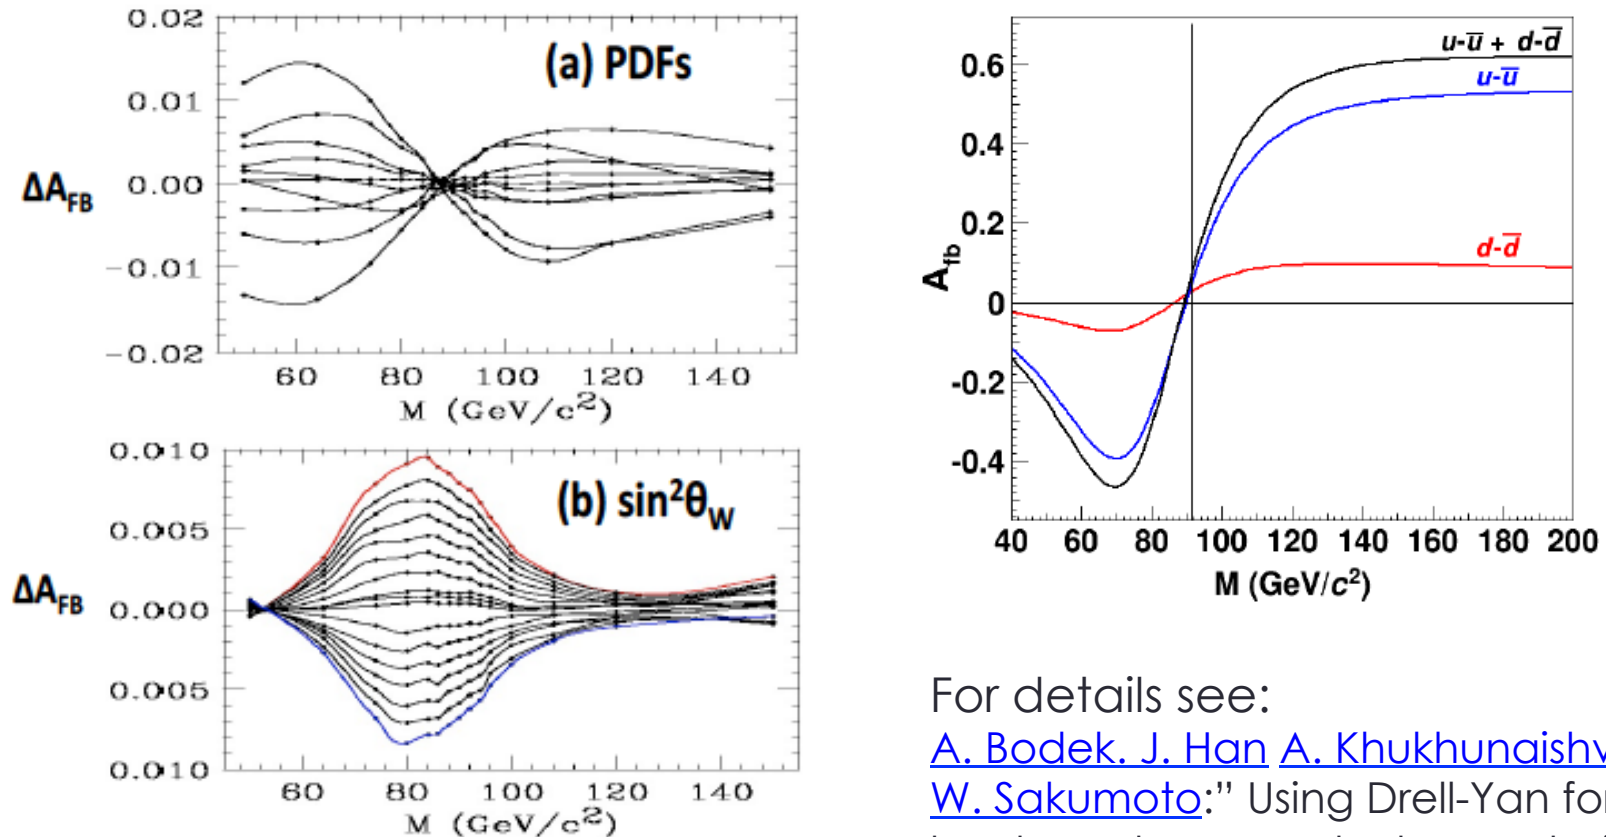 (a) PDFs
ΔA_FB
0.02
0.01
0.00
−0.01
−0.02
60 80 100 120 140
M (GeV/c²)
(b) sin²θ_W
ΔA_FB
0.010
0.005
0.000
0.005
0.010
60 80 100 120 140
M (GeV/c²)
u-ū + d-d̄
u-ū
d-d̄
A_fb
0.6
0.4
0.2
0
-0.2
-0.4
40 60 80 100 120 140 160 180 200
M (GeV/c²)
For details see:
A. Bodek. J. Han A. Khukhunaishv
W. Sakumoto:” Using Drell-Yan for